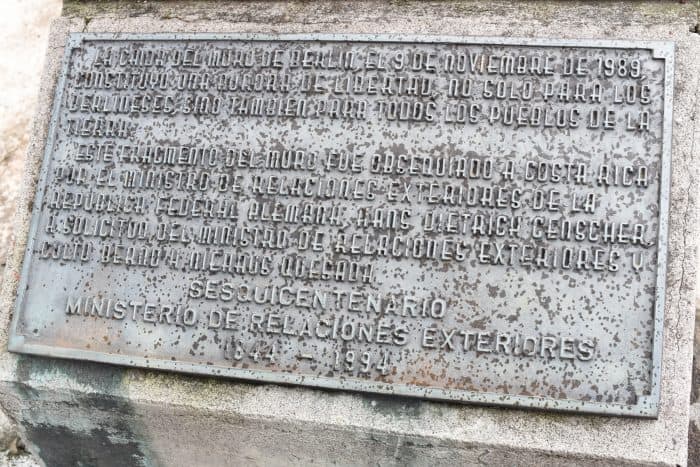 LA CAIDA DEL MURO DE BERLIN, EL 9 DE NOVIEMBRE DE 1989,
CONSTITUYO UNA AURORA DE LIBERTAD, NO SOLO PARA LOS
BERLINESES, SINO TAMBIEN PARA TODOS LOS PUEBLOS DE LA
TIERRA.
ESTE FRAGMENTO DEL MURO FUE OBSEQUIADO A COSTA RICA
POR EL MINISTRO DE RELACIONES EXTERIORES DE LA
REPUBLICA FEDERAL ALEMANA, HANS DIETRICH GENSCHER,
A SOLICITUD DEL MINISTRO DE RELACIONES EXTERIORES Y
CULTO BERND H. NIEHAUS QUESADA.
SESQUICENTENARIO
MINISTERIO DE RELACIONES EXTERIORES
1844 - 1994